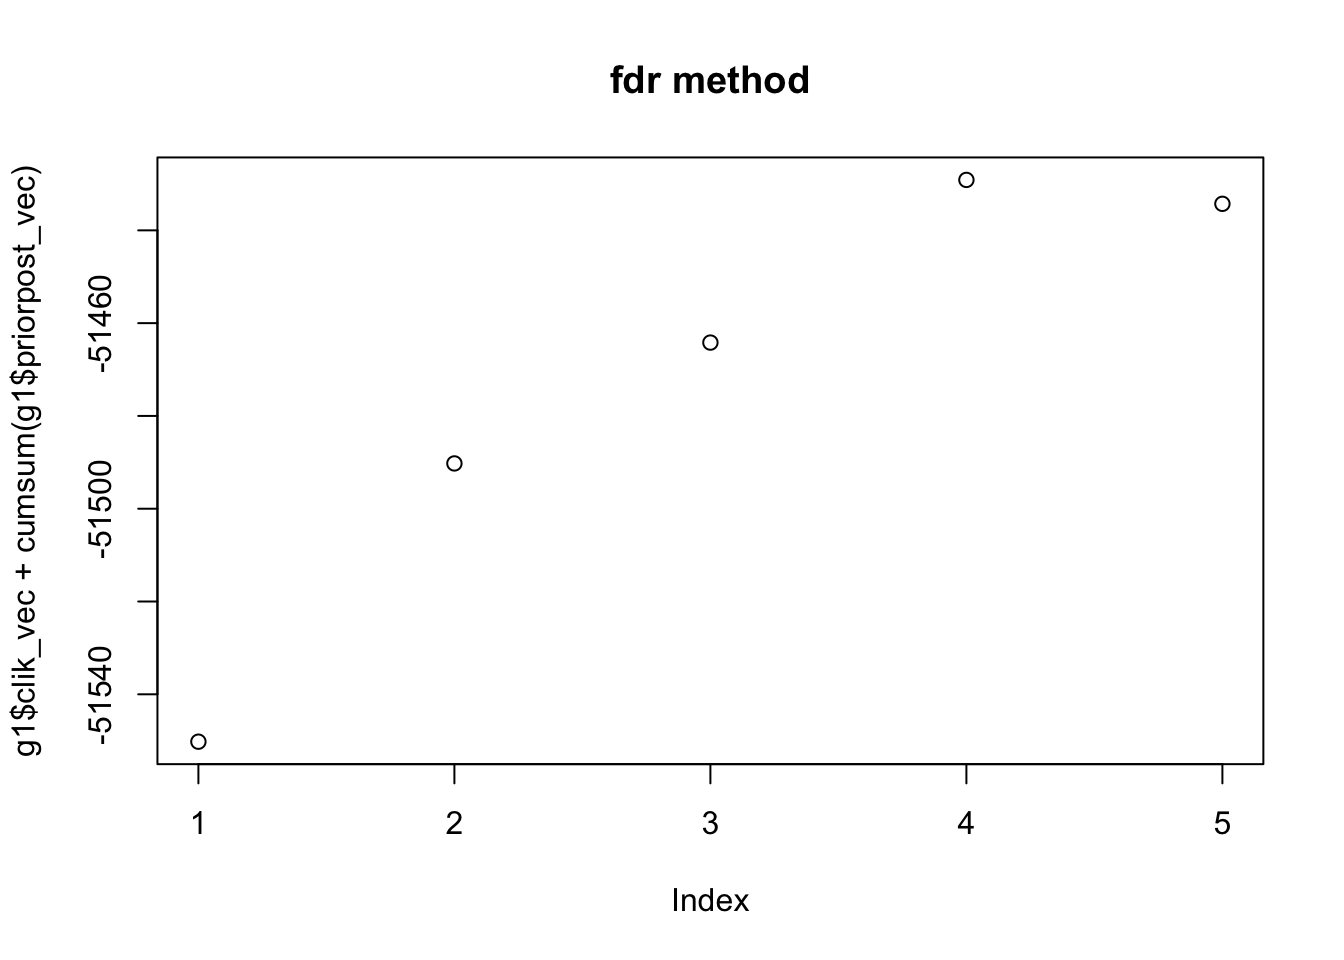 fdr method
g1$clik_vec + cumsum(g1$priorpost_vec)
-51460
-51500
-51540
1 2 3 4 5
Index